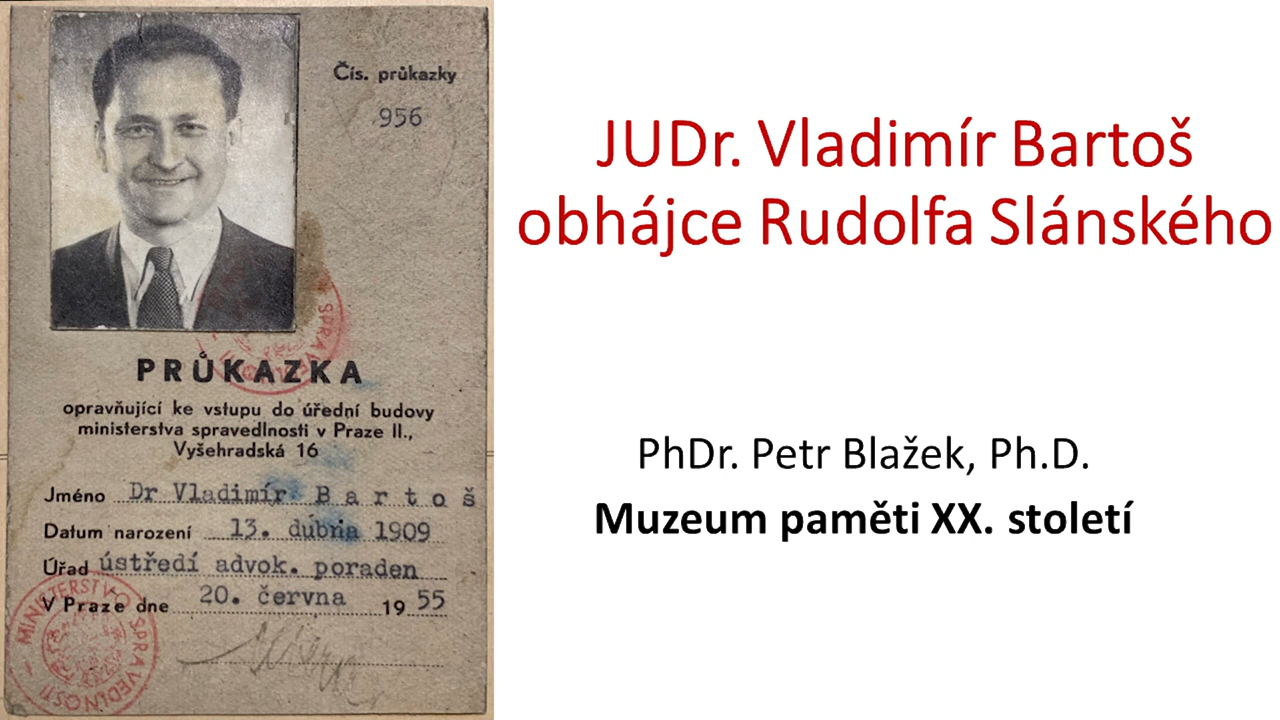 Čís. průkazky
956
PRŮKAZKA
opravňující ke vstupu do úřední budovy
ministerstva spravedlnosti v Praze II.,
Vyšehradská 16
Jméno Dr Vladimír Bartoš
Datum narození 13. dubna 1909
Úřad ústředí advok. poraden
V Praze dne 20. června 1955
MINISTERSTVO SPRAVEDLNOSTI
JUDr. Vladimír Bartoš
obhájce Rudolfa Slánského
PhDr. Petr Blažek, Ph.D.
Muzeum paměti XX. století